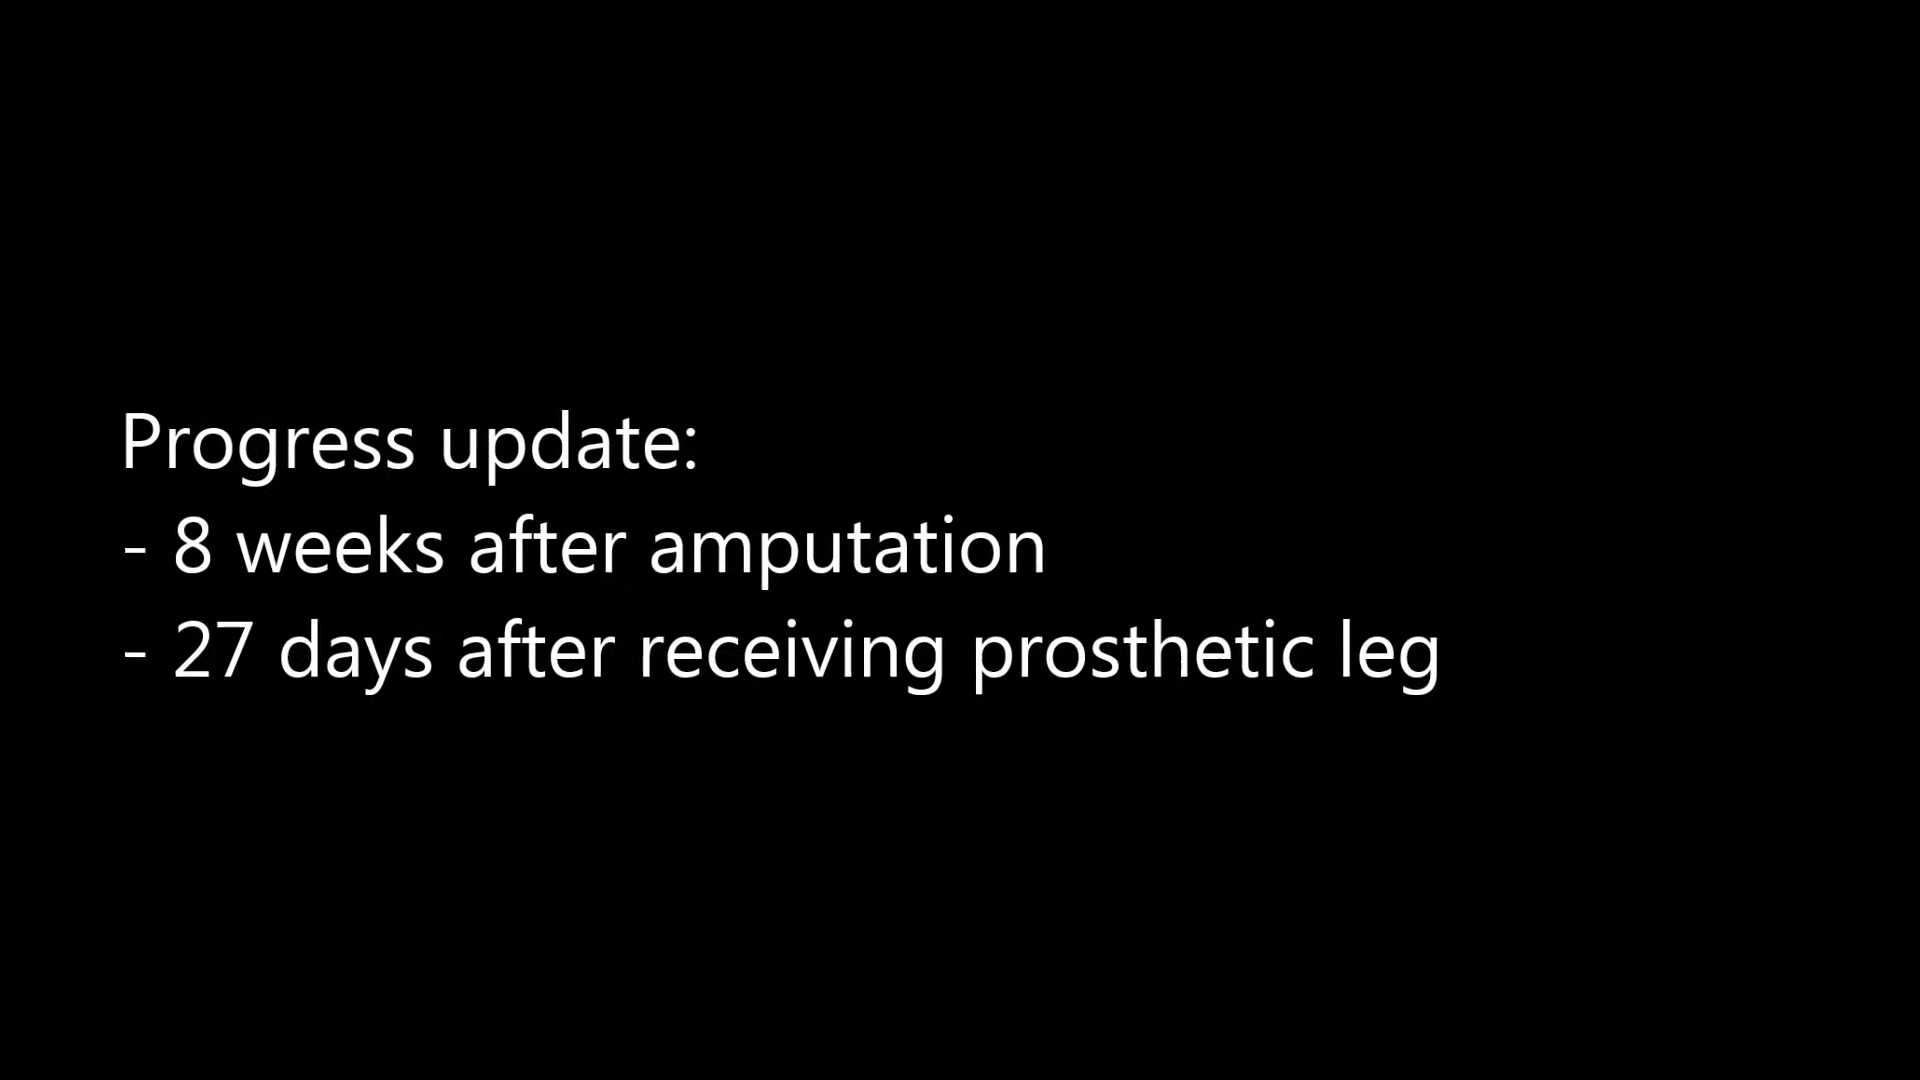 Progress update:
- 8 weeks after amputation
- 27 days after receiving prosthetic leg